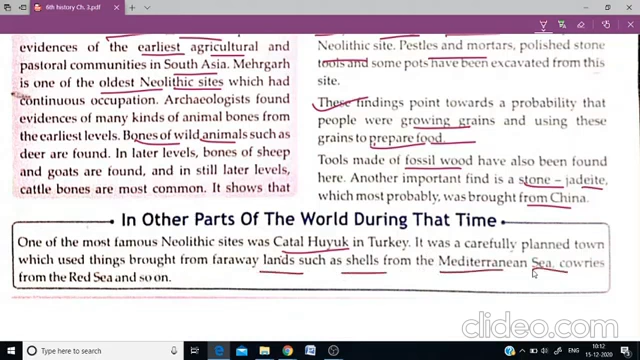 6th history Ch. 3.pdf
evidences of the earliest agricultural and
pastoral communities in South Asia. Mehrgarh
is one of the oldest Neolithic sites which had
continuous occupation. Archaeologists found
evidences of many kinds of animal bones from
the earliest levels. Bones of wild animals such as
deer are found. In later levels, bones of sheep
and goats are found, and in still later levels,
cattle bones are most common. It shows that
Neolithic site. Pestles and mortars, polished stone
tools and some pots have been excavated from this
site.
These findings point towards a probability that
people were growing grains and using these
grains to prepare food.
Tools made of fossil wood have also been found
here. Another important find is a stone – jadeite,
which most probably, was brought from China.
In Other Parts Of The World During That Time
One of the most famous Neolithic sites was Catal Huyuk in Turkey. It was a carefully planned town
which used things brought from faraway lands such as shells from the Mediterranean Sea, cowries
from the Red Sea and so on.
Type here to search
10:12
15-12-2020
clideo.com